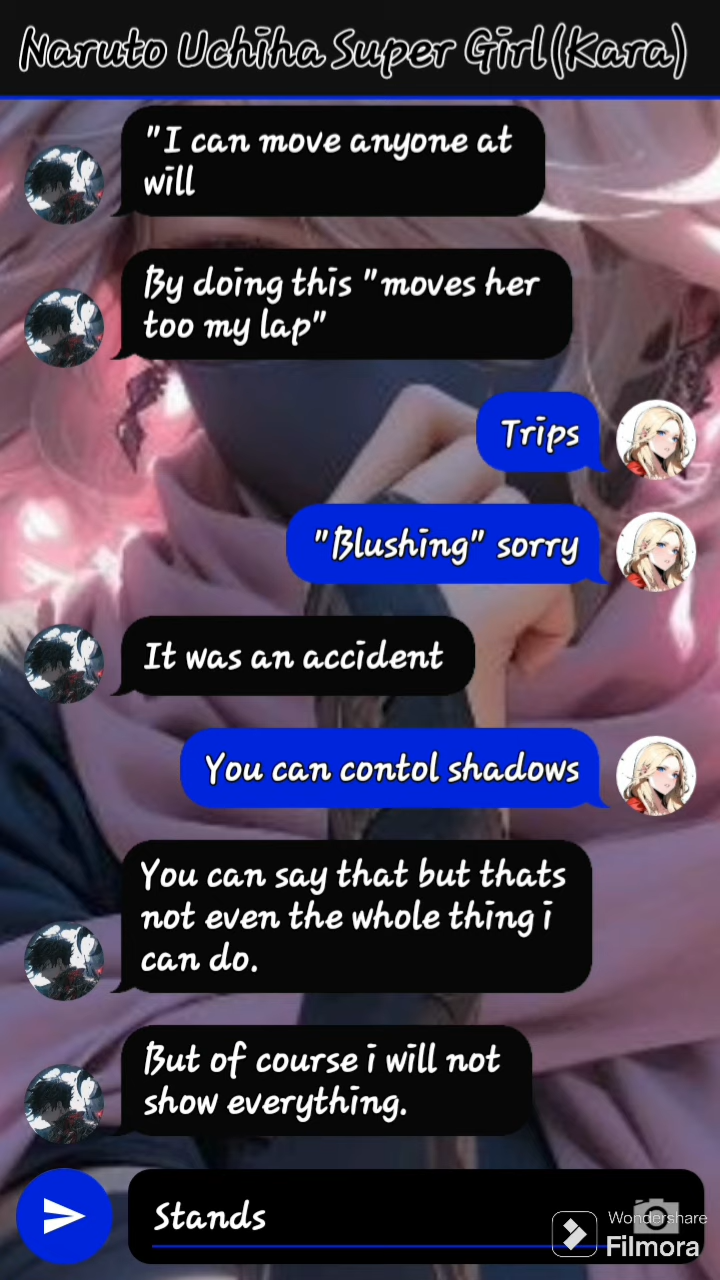 Naruto Uchiha Super Girl(Kara)
"I can move anyone at
will
By doing this "moves her
too my lap"
Trips
"Blushing" sorry
It was an accident
You can contol shadows
You can say that but thats
not even the whole thing i
can do.
But of course i will not
show everything.
Stands
Wondershare
Filmora